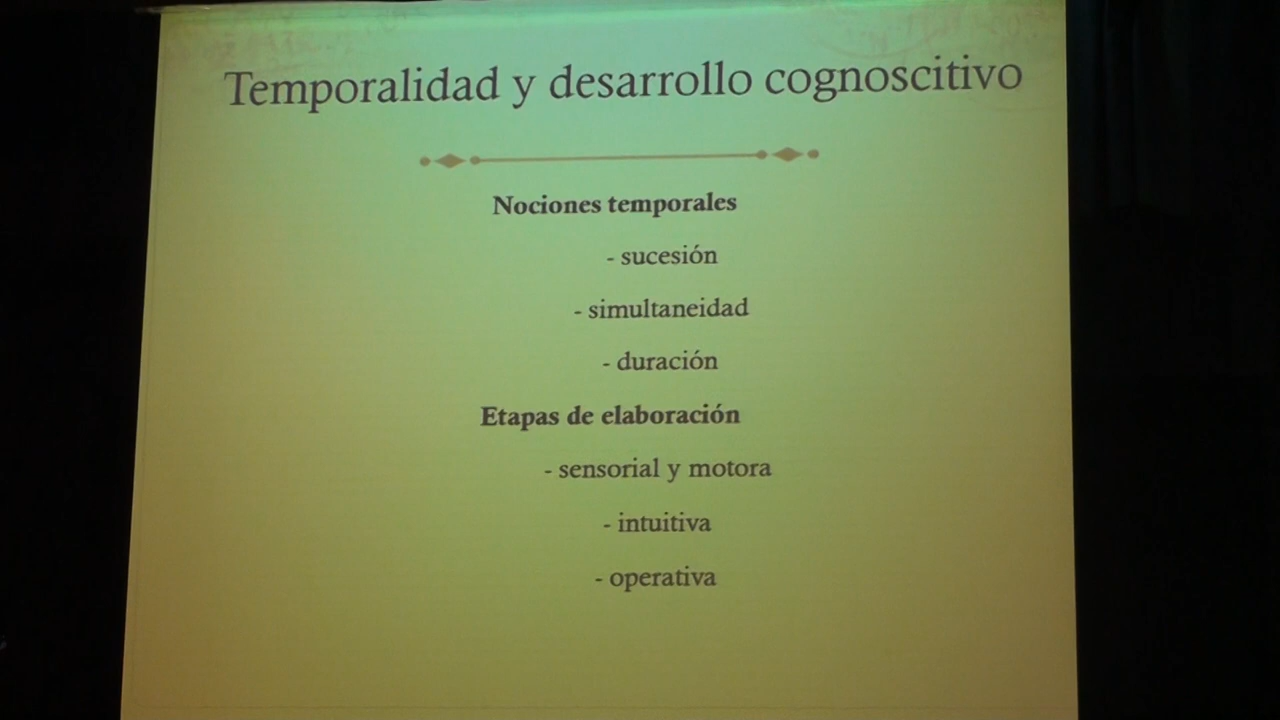 Temporalidad y desarrollo cognoscitivo
Nociones temporales
- sucesión
- simultaneidad
- duración
Etapas de elaboración
- sensorial y motora
- intuitiva
- operativa